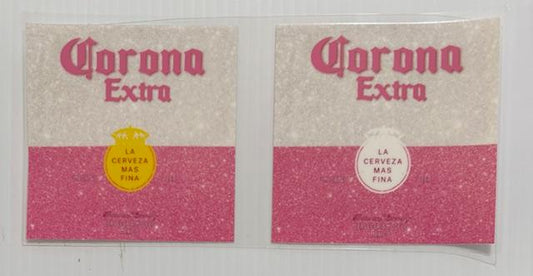 Corona
Extra
LA
CERVEZA
MAS
FINA
Corona
Extra
LA
CERVEZA
MAS
FINA